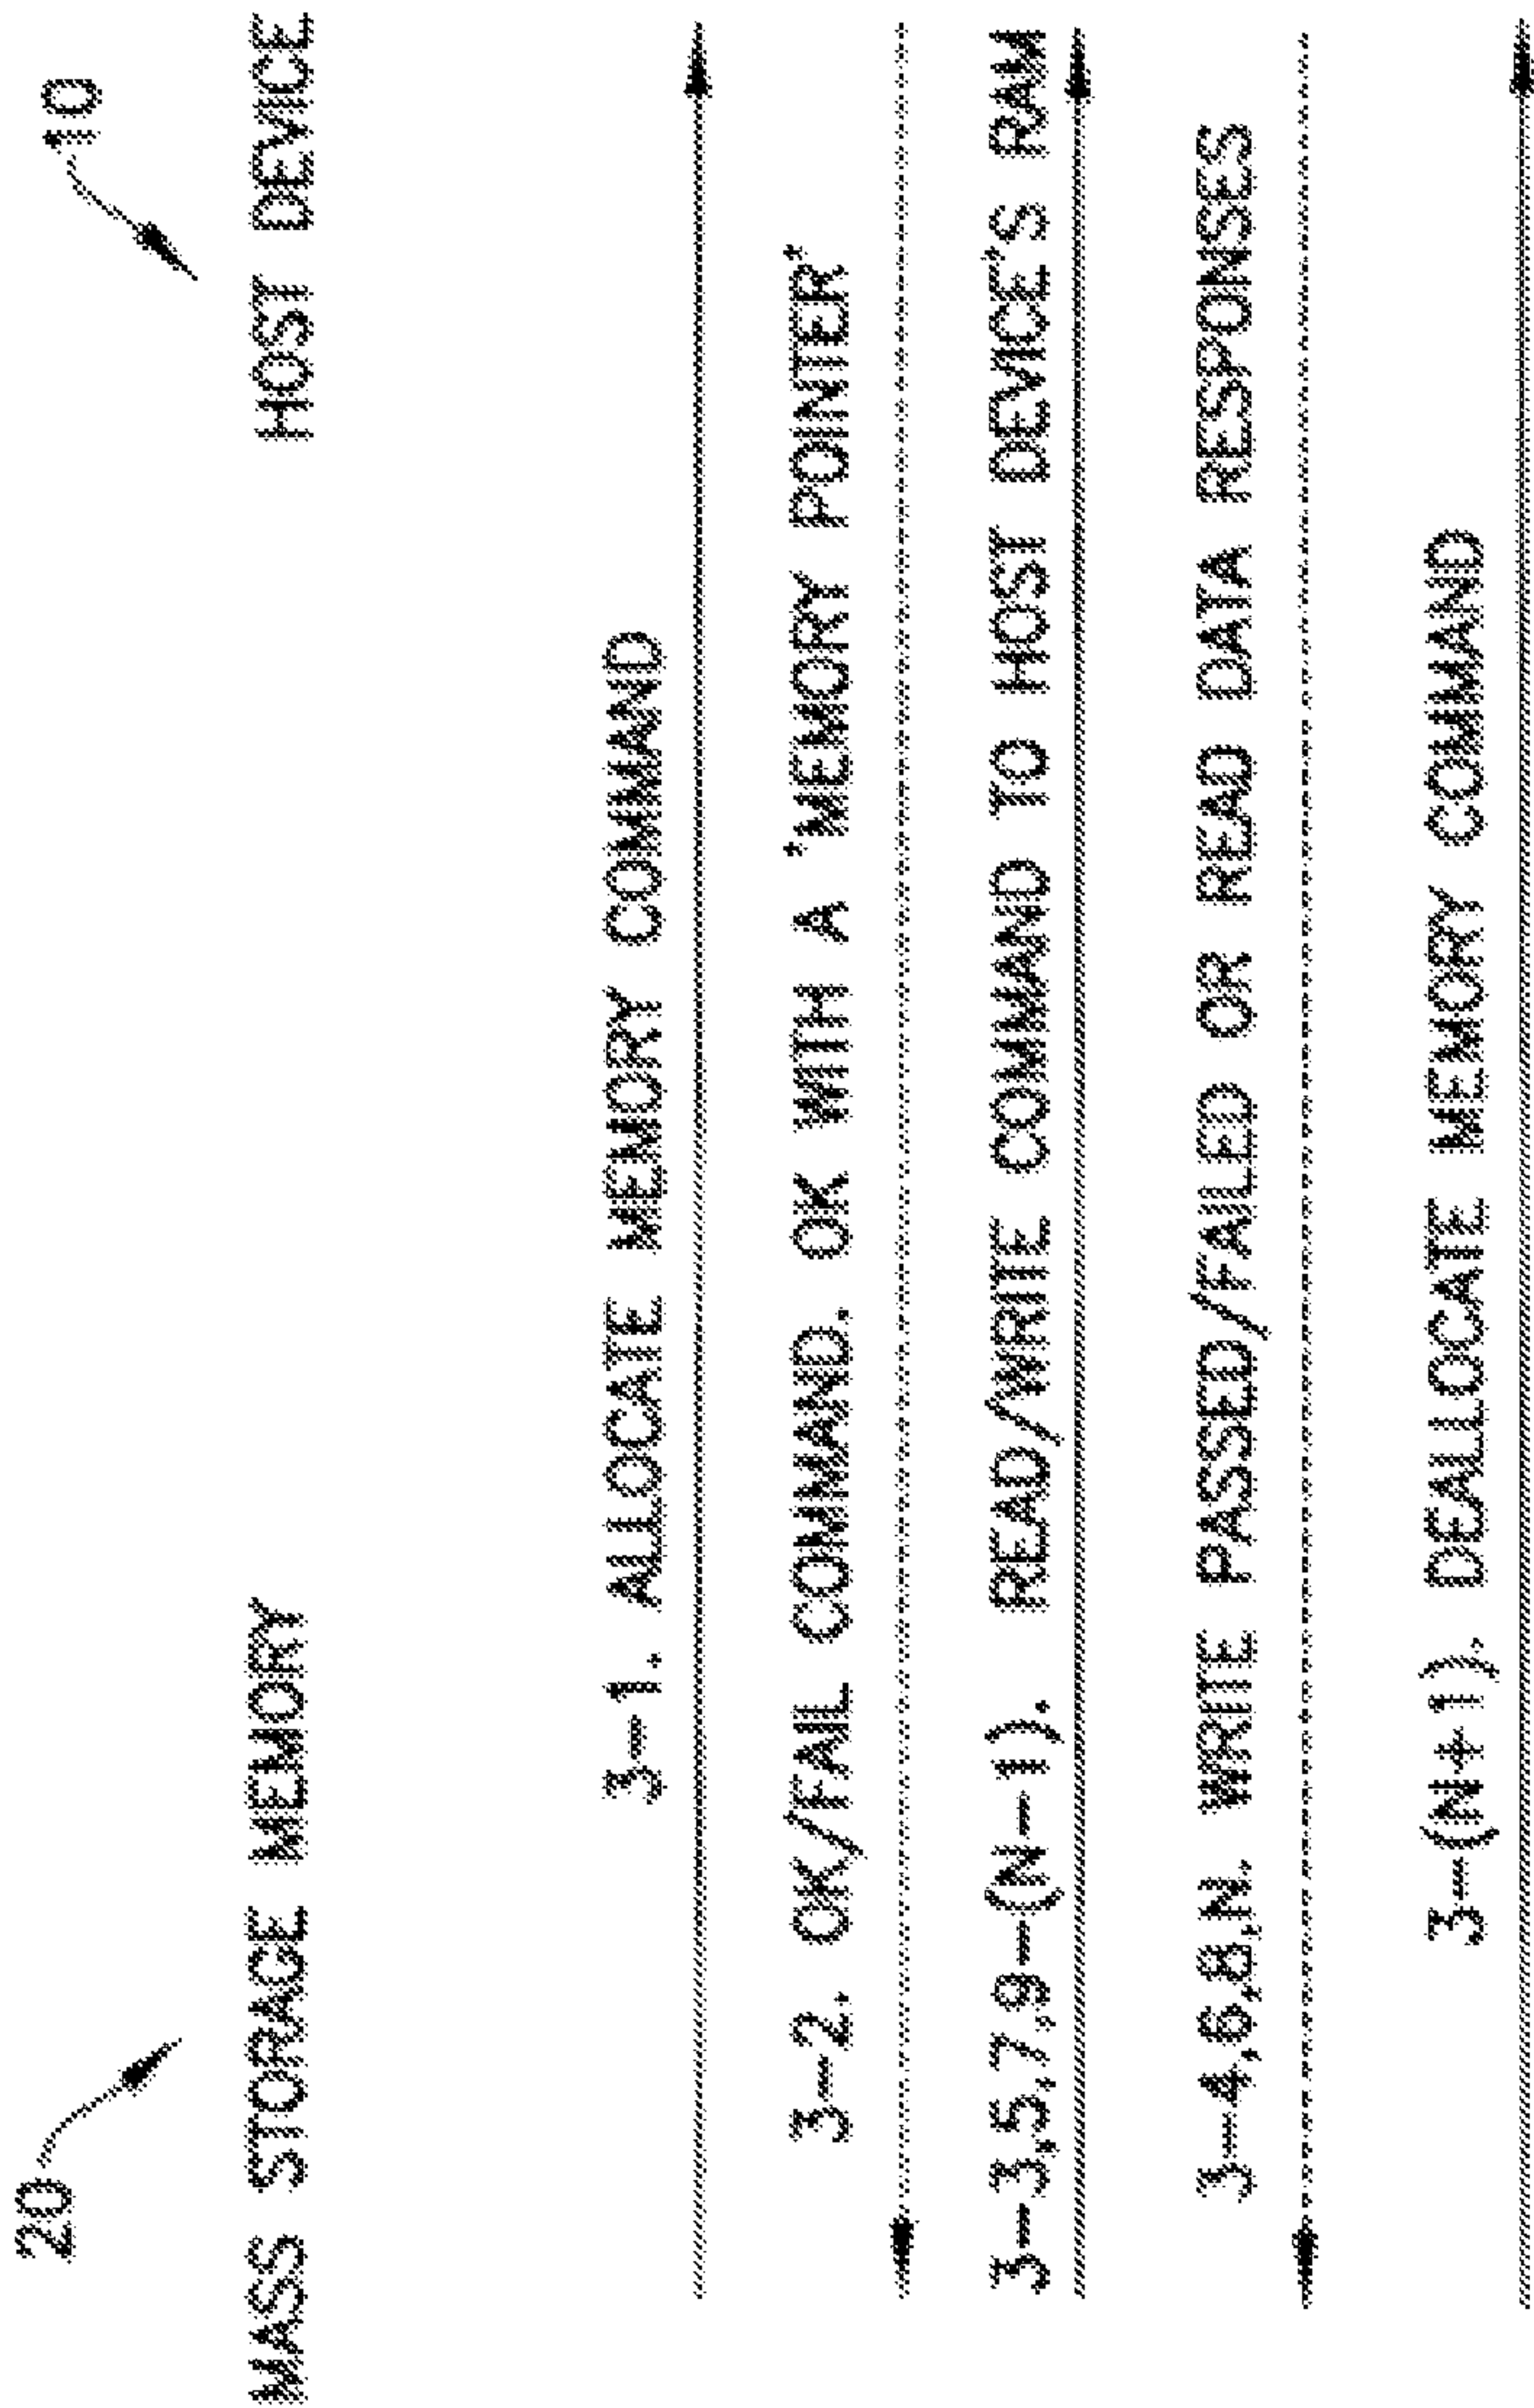 20
10
MASS STORAGE MEMORY
HOST DEVICE
3-1. ALLOCATE MEMORY COMMAND
3-2. OK/FAIL COMMAND. OK WITH A 'MEMORY POINTER'
3-3,5,7,9-(N-1). READ/WRITE COMMAND TO HOST DEVICE'S RAM
3-4,6,8,N. WRITE PASSED/FAILED OR READ DATA RESPONSES
3-(N+1). DEALLOCATE MEMORY COMMAND